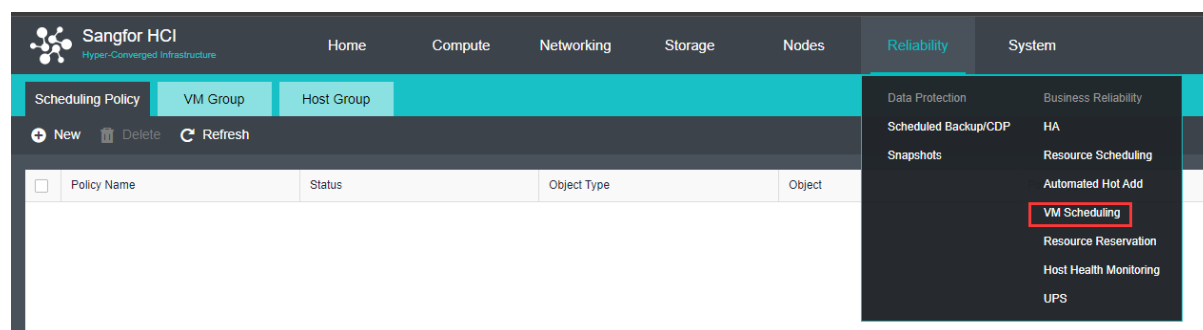 Sangfor HCI
Hyper-Converged Infrastructure
Home Compute Networking Storage Nodes Reliability System
Scheduling Policy VM Group Host Group
New Delete Refresh
Policy Name Status Object Type Object
Data Protection Business Reliability
Scheduled Backup/CDP HA
Snapshots Resource Scheduling
Automated Hot Add
VM Scheduling
Resource Reservation
Host Health Monitoring
UPS